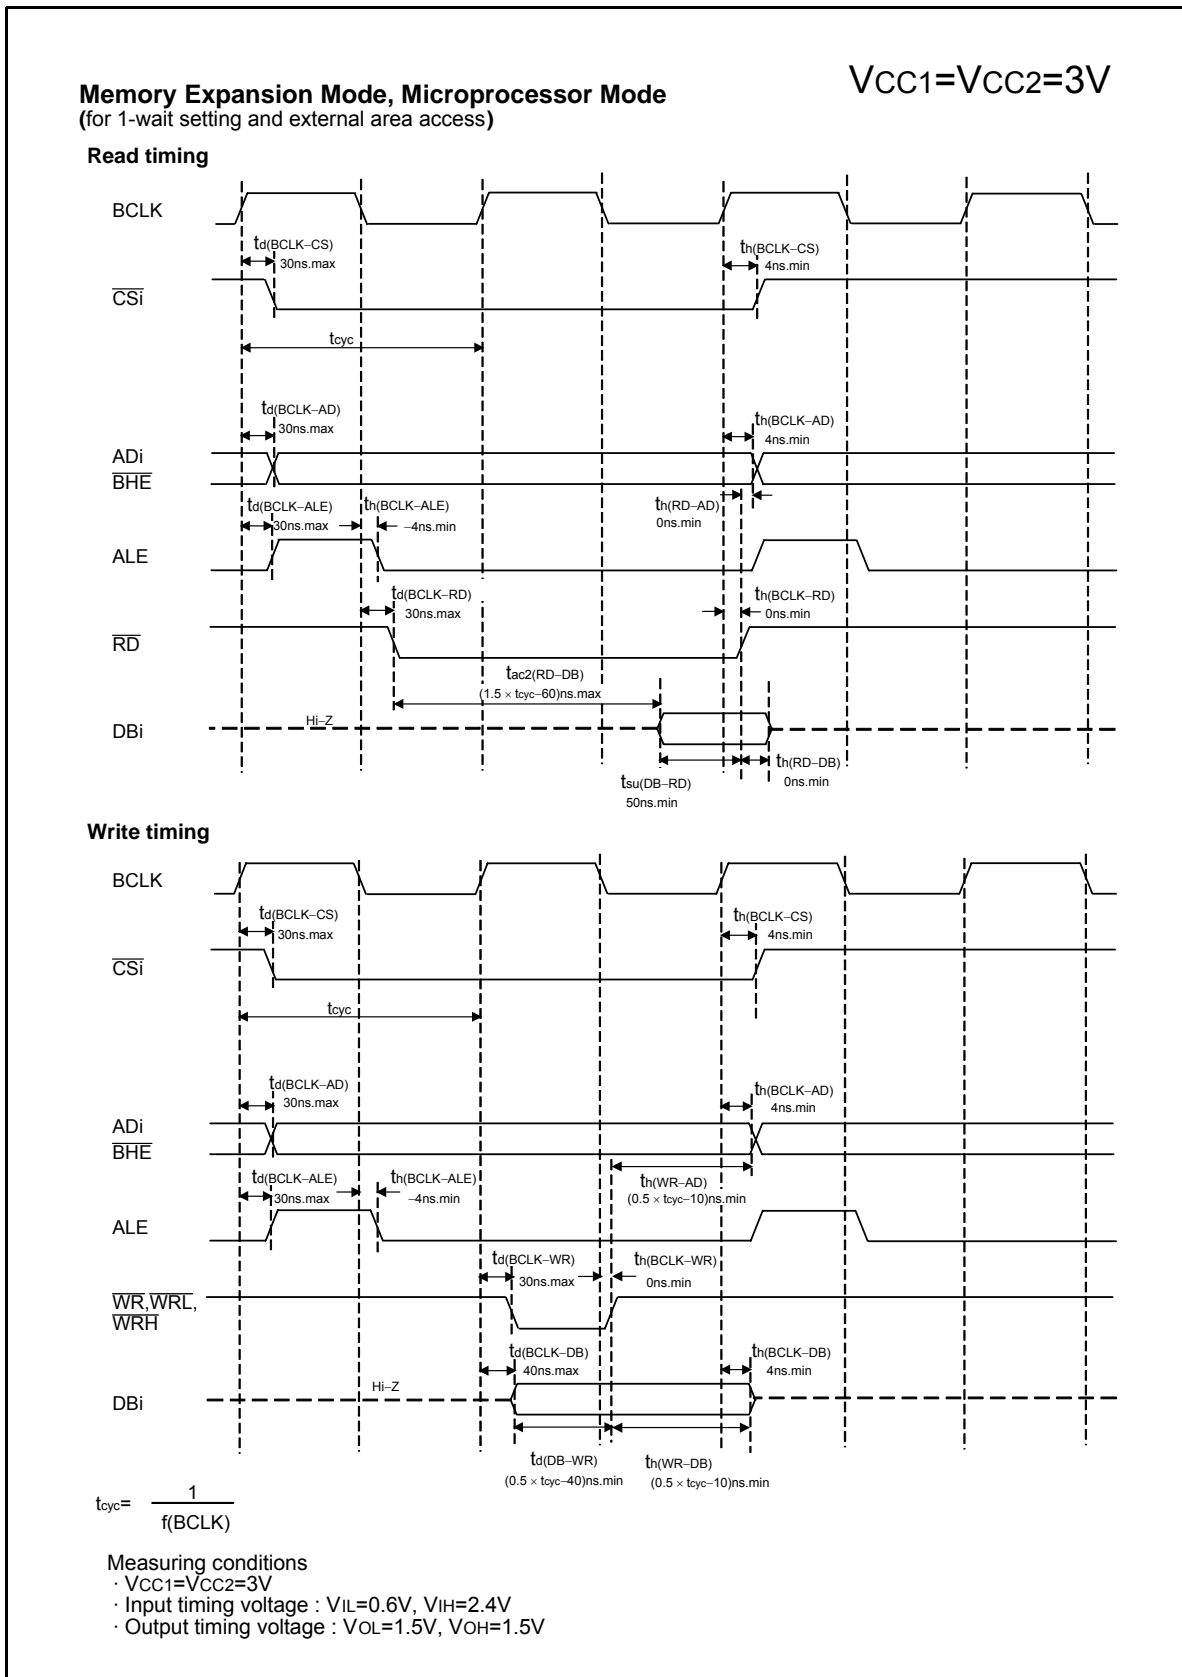 VCC1=VCC2=3V
Memory Expansion Mode, Microprocessor Mode
(for 1-wait setting and external area access)
Read timing
BCLK
td(BCLK–CS)
30ns.max
th(BCLK–CS)
4ns.min
CSi
tcyc
td(BCLK–AD)
30ns.max
th(BCLK–AD)
4ns.min
ADi
BHE
td(BCLK–ALE)
30ns.max
th(BCLK–ALE)
–4ns.min
th(RD–AD)
0ns.min
ALE
td(BCLK–RD)
30ns.max
th(BCLK–RD)
0ns.min
RD
tac2(RD–DB)
(1.5 × tcyc–60)ns.max
Hi–Z
DBi
tsu(DB–RD)
50ns.min
th(RD–DB)
0ns.min
Write timing
BCLK
td(BCLK–CS)
30ns.max
th(BCLK–CS)
4ns.min
CSi
tcyc
td(BCLK–AD)
30ns.max
th(BCLK–AD)
4ns.min
ADi
BHE
td(BCLK–ALE)
30ns.max
th(BCLK–ALE)
–4ns.min
th(WR–AD)
(0.5 × tcyc–10)ns.min
ALE
td(BCLK–WR)
30ns.max
th(BCLK–WR)
0ns.min
WR,WRL,
WRH
td(BCLK–DB)
40ns.max
th(BCLK–DB)
4ns.min
Hi–Z
DBi
td(DB–WR)
(0.5 × tcyc–40)ns.min
th(WR–DB)
(0.5 × tcyc–10)ns.min
tcyc= 1
f(BCLK)
Measuring conditions
· VCC1=VCC2=3V
· Input timing voltage : VIL=0.6V, VIH=2.4V
· Output timing voltage : VOL=1.5V, VOH=1.5V